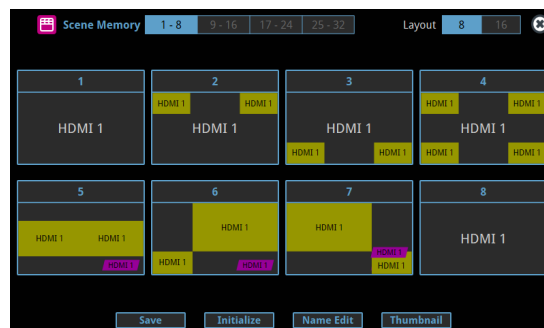 Scene Memory 1 - 8 9 - 16 17 - 24 25 - 32 Layout 8 16
1 2 3 4
HDMI 1 HDMI 1 HDMI 1 HDMI 1
HDMI 1 HDMI 1 HDMI 1 HDMI 1
HDMI 1 HDMI 1 HDMI 1 HDMI 1
5 6 7 8
HDMI 1 HDMI 1 HDMI 1 HDMI 1 HDMI 1
HDMI 1 HDMI 1 HDMI 1 HDMI 1 HDMI 1
Save Initialize Name Edit Thumbnail